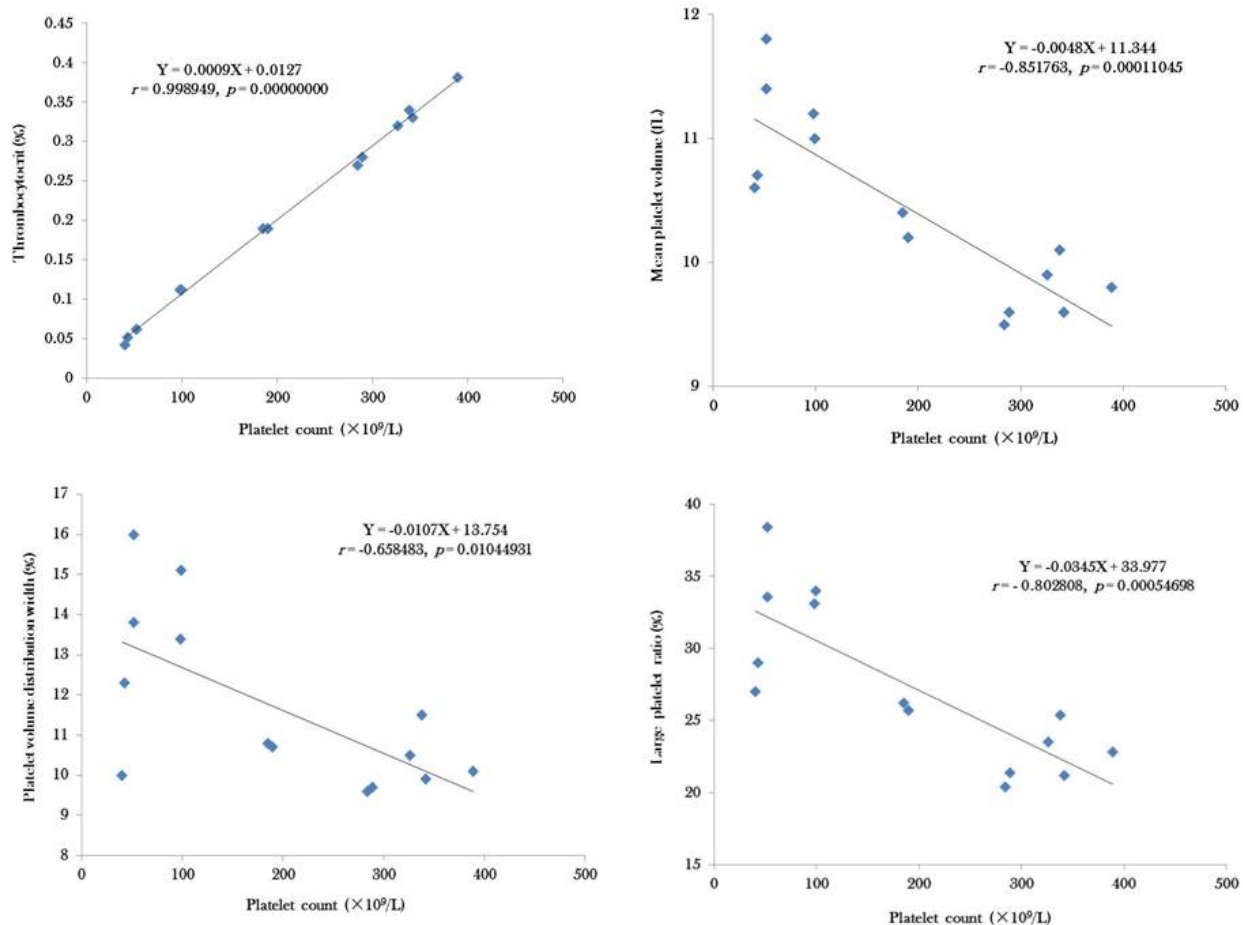 0.45
0.4
0.35
0.3
0.25
0.2
0.15
0.1
0.05
0
Thrombocytocrit (%)
Y = 0.0009X + 0.0127
r = 0.998949, p = 0.00000000
0 100 200 300 400 500
Platelet count (×10⁹/L)
12
11
10
9
Mean platelet volume (fL)
Y = -0.0048X + 11.344
r = -0.851763, p = 0.00011045
0 100 200 300 400 500
Platelet count (×10⁹/L)
17
16
15
14
13
12
11
10
9
8
Platelet volume distribution width (%)
Y = -0.0107X + 13.754
r = -0.658483, p = 0.01044931
0 100 200 300 400 500
Platelet count (×10⁹/L)
40
35
30
25
20
15
Large platelet ratio (%)
Y = -0.0345X + 33.977
r = - 0.802808, p = 0.00054698
0 100 200 300 400 500
Platelet count (×10⁹/L)